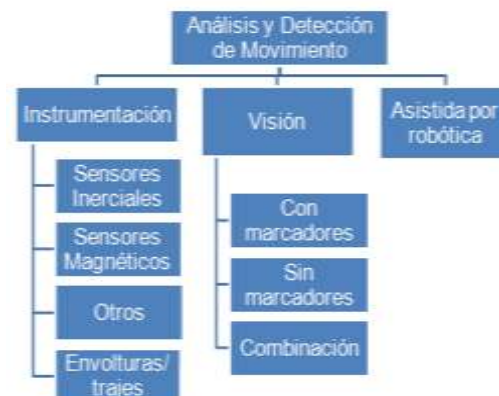 Análisis y Detección
de Movimiento
Instrumentación
Sensores
Inerciales
Sensores
Magnéticos
Otros
Envolturas/
trajes
Visión
Con
marcadores
Sin
marcadores
Combinación
Asistida por
robótica